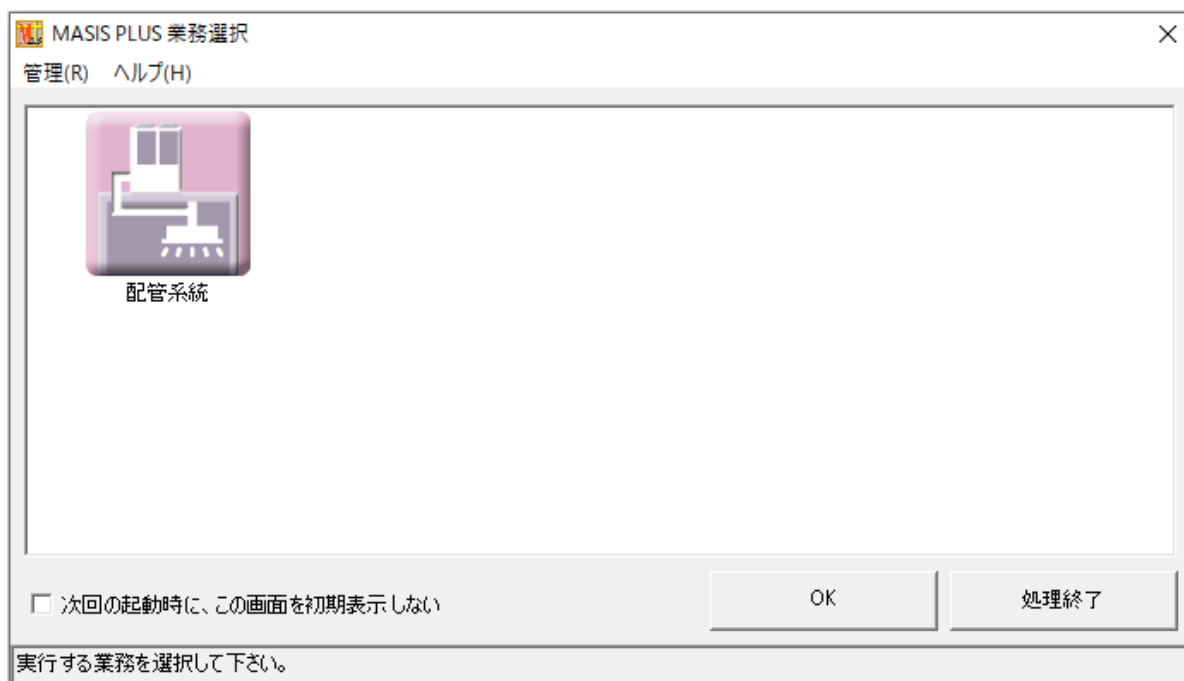 MASIS PLUS 業務選択
管理(R) ヘルプ(H)
配管系統
次回の起動時に、この画面を初期表示しない
OK
処理終了
実行する業務を選択して下さい。